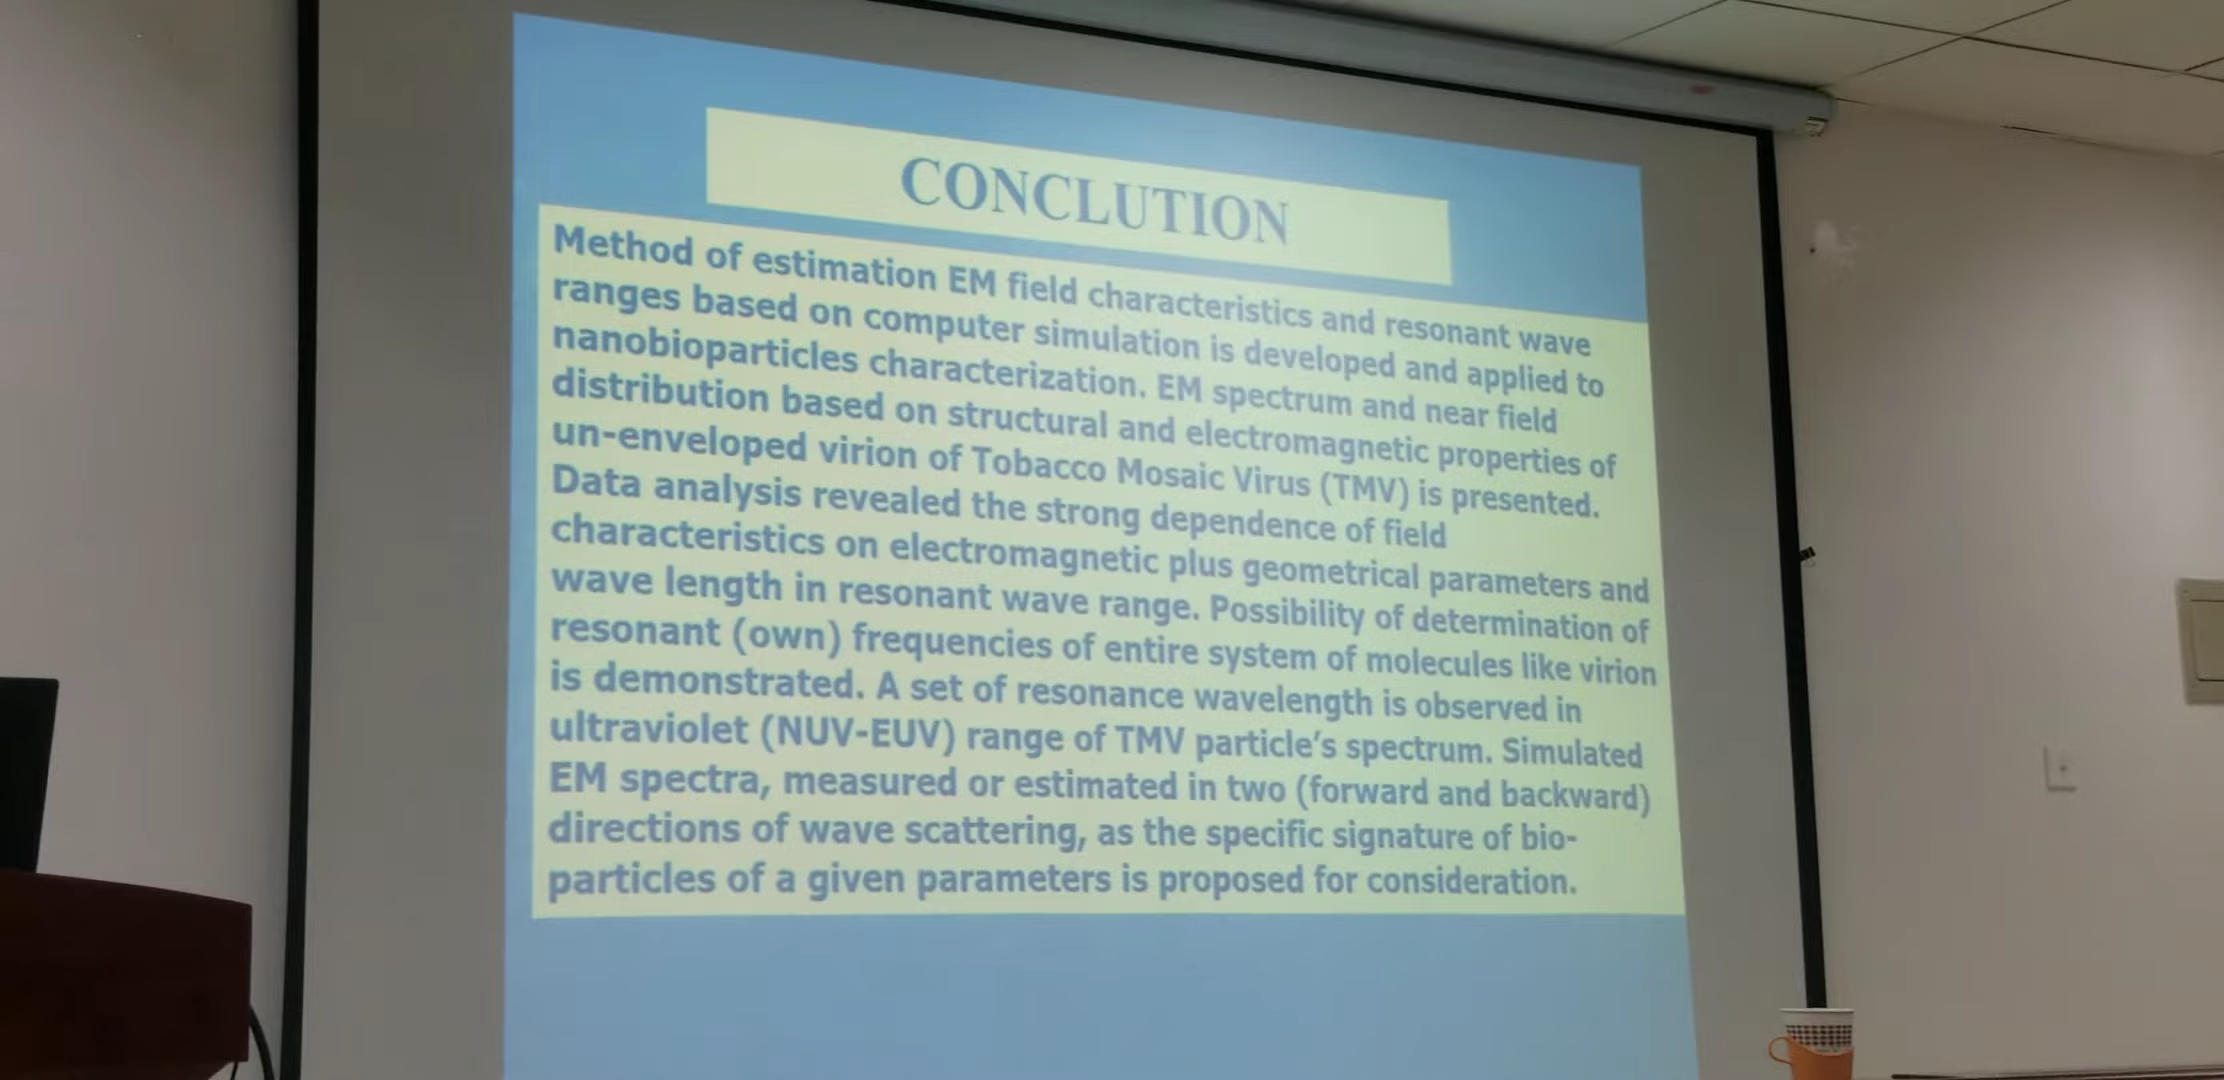 CONCLUTION
Method of estimation EM field characteristics and resonant wave
ranges based on computer simulation is developed and applied to
nanobioparticles characterization. EM spectrum and near field
distribution based on structural and electromagnetic properties of
un-enveloped virion of Tobacco Mosaic Virus (TMV) is presented.
Data analysis revealed the strong dependence of field
characteristics on electromagnetic plus geometrical parameters and
wave length in resonant wave range. Possibility of determination of
resonant (own) frequencies of entire system of molecules like virion
is demonstrated. A set of resonance wavelength is observed in
ultraviolet (NUV-EUV) range of TMV particle's spectrum. Simulated
EM spectra, measured or estimated in two (forward and backward)
directions of wave scattering, as the specific signature of bio-
particles of a given parameters is proposed for consideration.